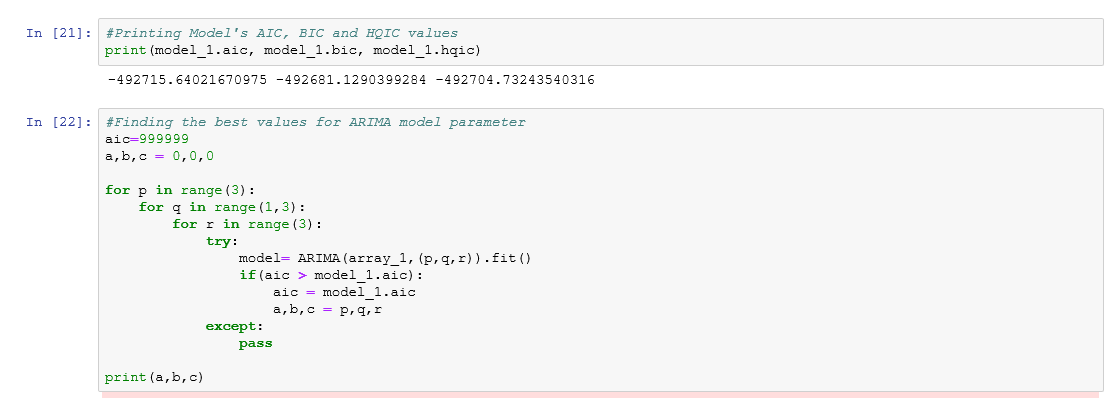 In [21]: #Printing Model's AIC, BIC and HQIC values
print(model_1.aic, model_1.bic, model_1.hqic)
-492715.64021670975 -492681.1290399284 -492704.73243540316
In [22]: #Finding the best values for ARIMA model parameter
aic=999999
a,b,c = 0,0,0
for p in range(3):
for q in range(1,3):
for r in range(3):
try:
model= ARIMA(array_1,(p,q,r)).fit()
if(aic > model_1.aic):
aic = model_1.aic
a,b,c = p,q,r
except:
pass
print(a,b,c)